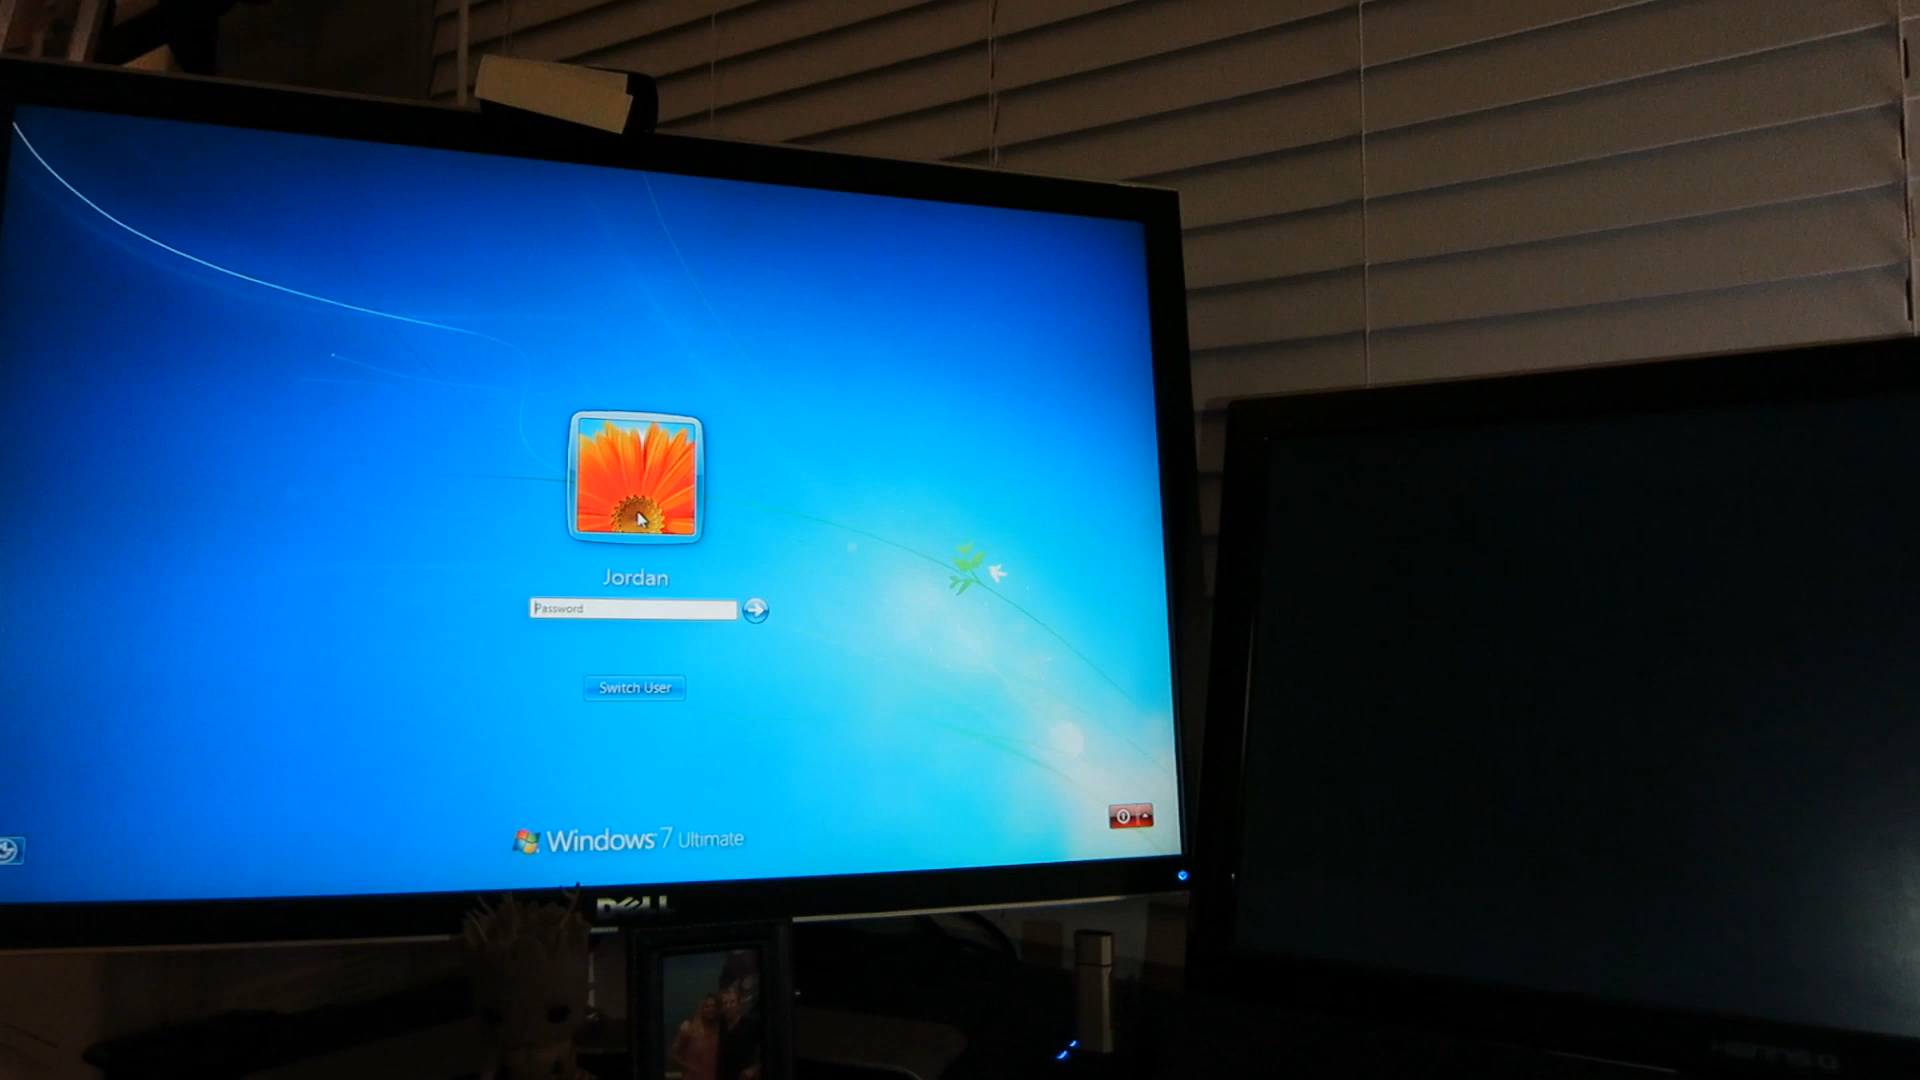 Jordan
Password
Switch User
Windows 7 Ultimate
DELL